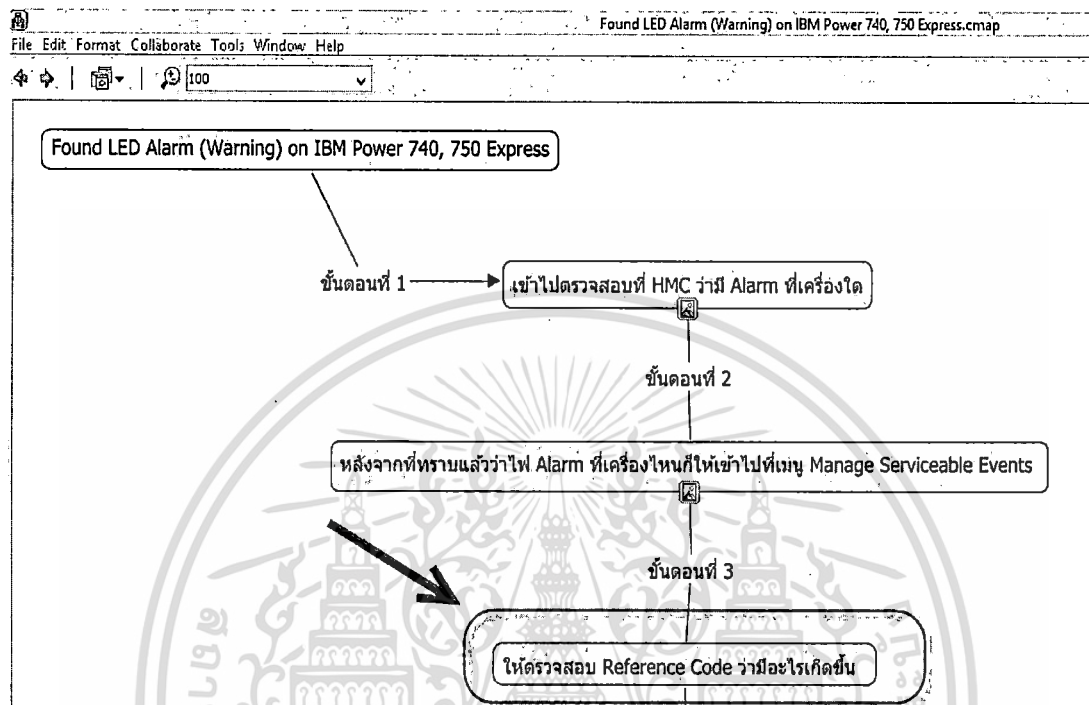 Found LED Alarm (Warning) on IBM Power 740, 750 Express.cmap
File Edit Format Collaborate Tools Window Help
100
Found LED Alarm (Warning) on IBM Power 740, 750 Express
ขั้นตอนที่ 1
เข้าไปตรวจสอบที่ HMC ว่ามี Alarm ที่เครื่องใด
ขั้นตอนที่ 2
หลังจากที่ทราบแล้วว่าไฟ Alarm ที่เครื่องไหนก็ให้เข้าไปที่เมนู Manage Serviceable Events
ขั้นตอนที่ 3
ให้ตรวจสอบ Reference Code ว่ามีอะไรเกิดขึ้น